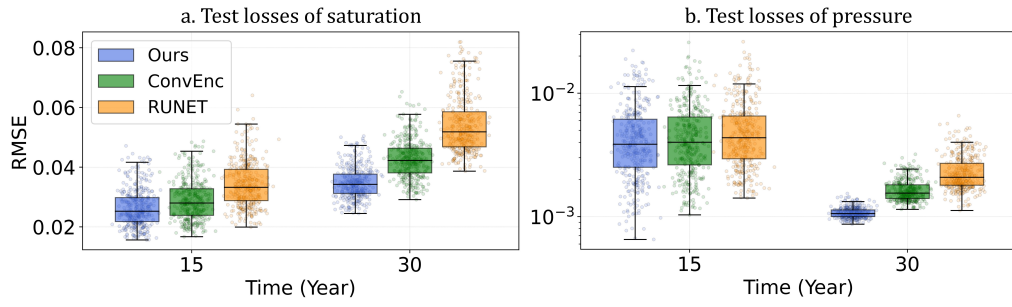 a. Test losses of saturation
RMSE
0.08
0.06
0.04
0.02
Ours
ConvEnc
RUNET
15
30
Time (Year)
b. Test losses of pressure
10⁻²
10⁻³
15
30
Time (Year)